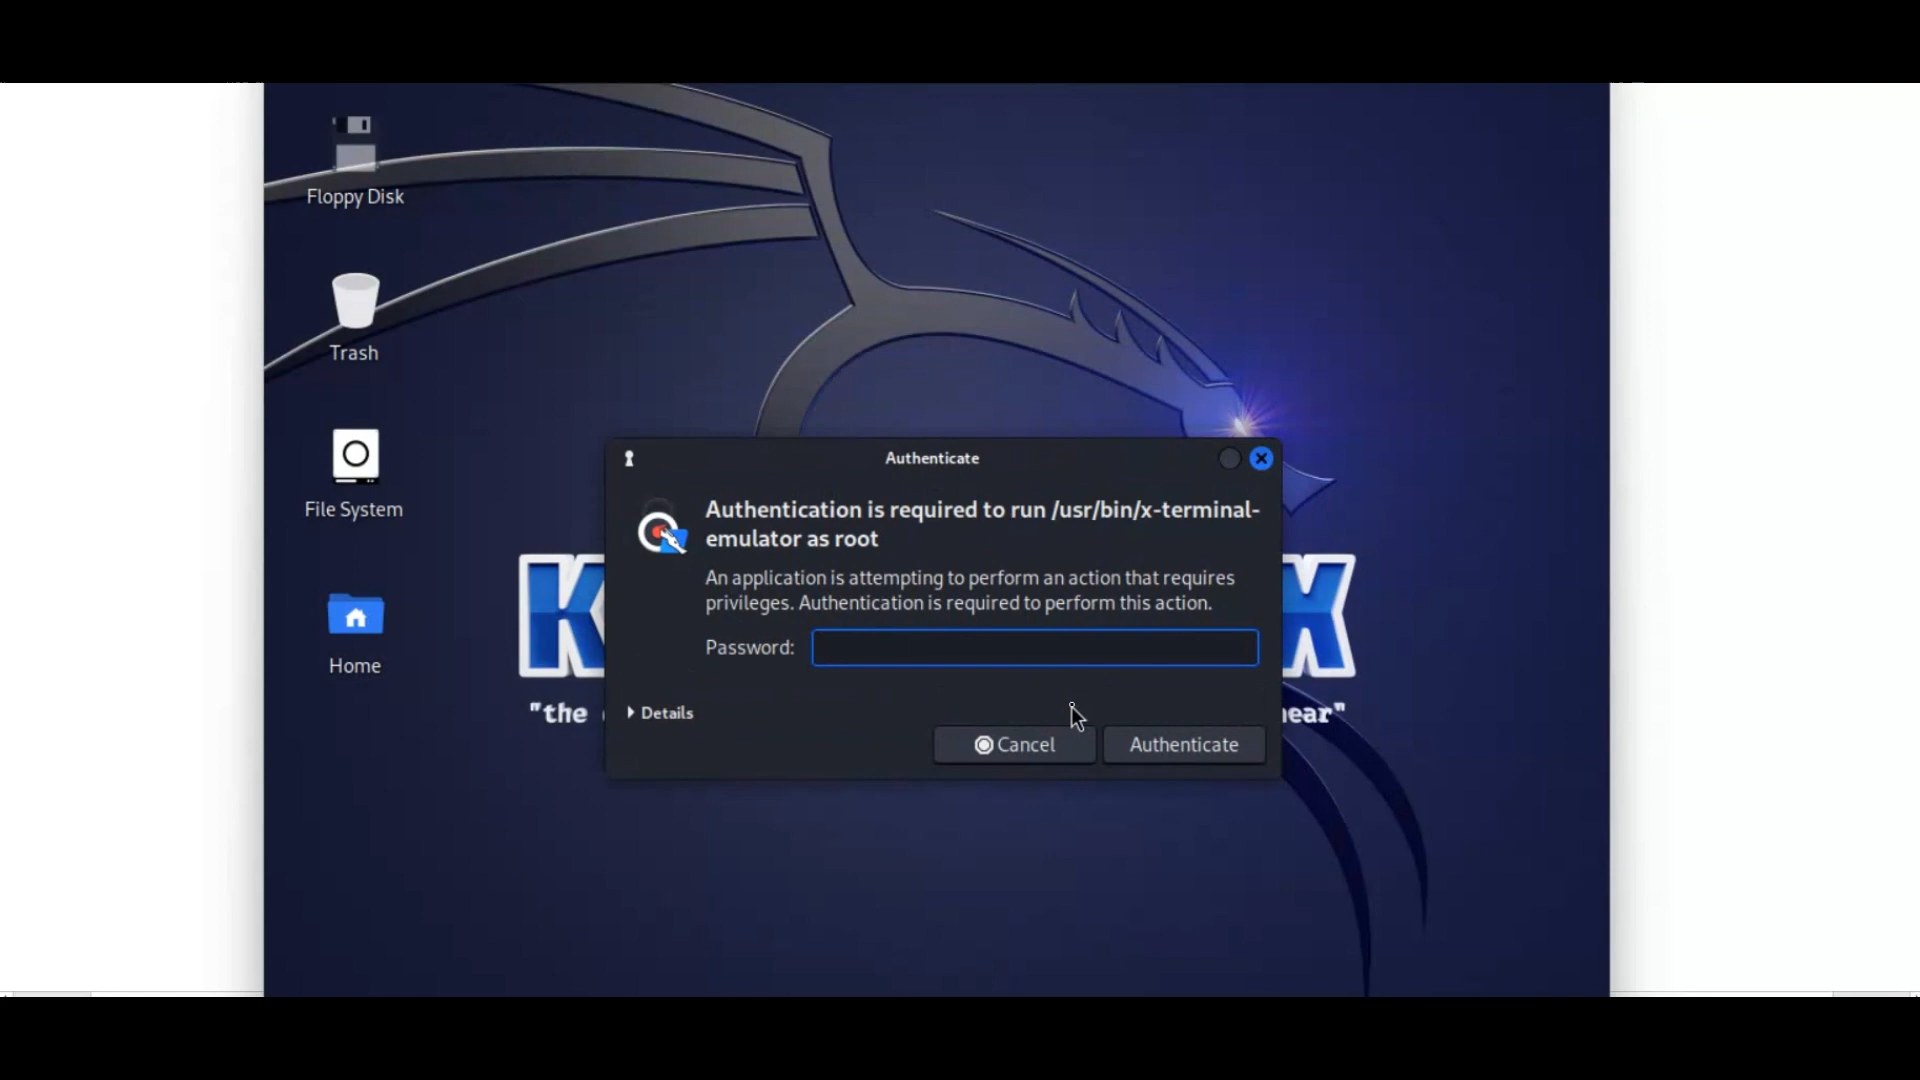 Floppy Disk
Trash
File System
Home
Authenticate
Authentication is required to run /usr/bin/x-terminal-
emulator as root
An application is attempting to perform an action that requires
privileges. Authentication is required to perform this action.
Password:
Details
Cancel
Authenticate
K
X
"the
ear"